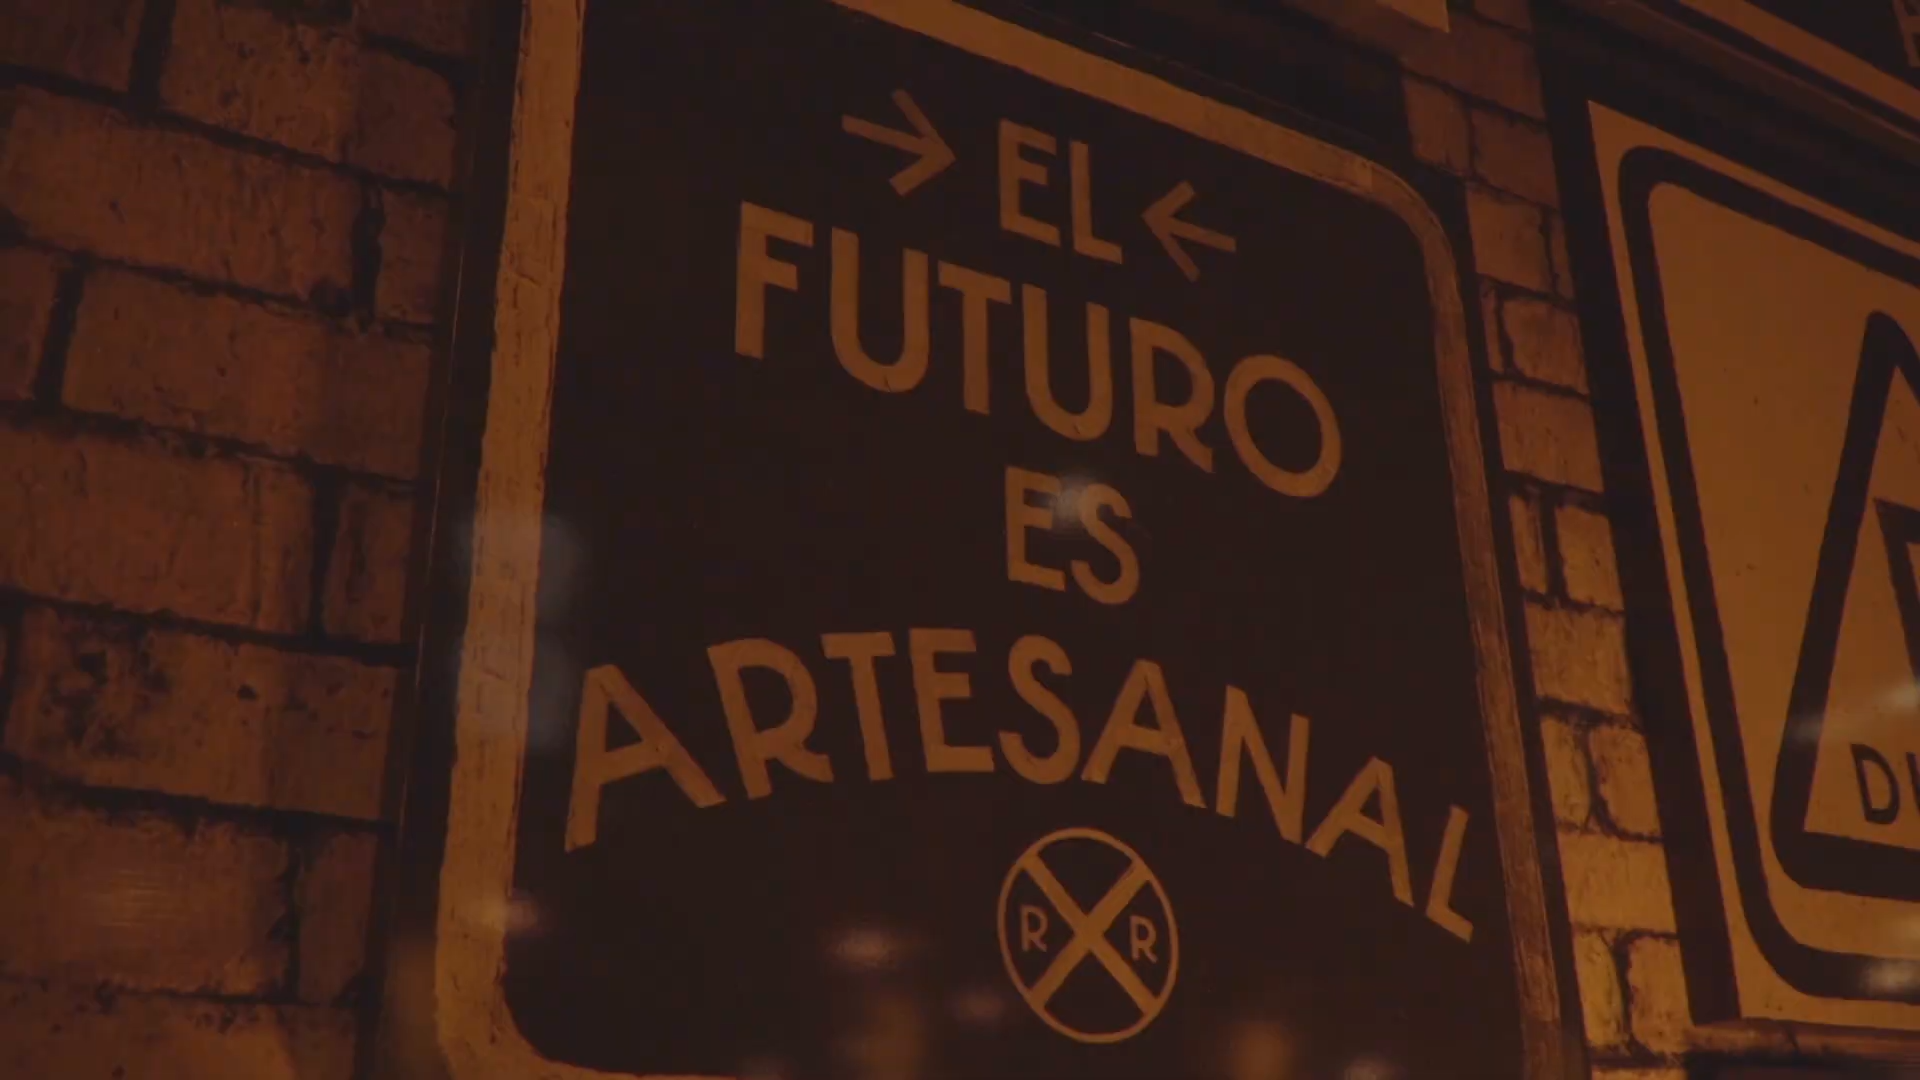 → EL ←
FUTURO
ES
ARTESANAL
R R